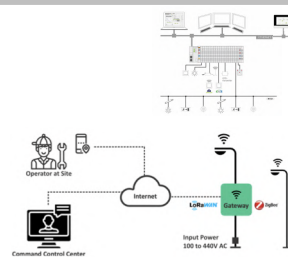 Operator at Site
Internet
LoRaWAN
Gateway
ZigBee
Input Power
100 to 440V AC
Command Control Center